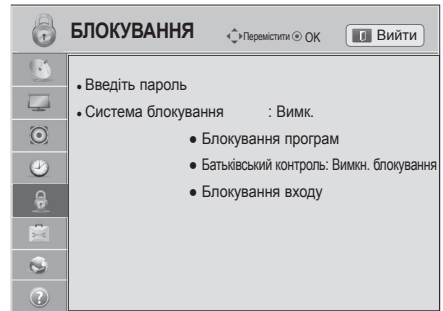 БЛОКУВАННЯ Перемістити OK Вийти
• Введіть пароль
• Система блокування : Вимк.
● Блокування програм
● Батьківський контроль: Вимкн. блокування
● Блокування входу